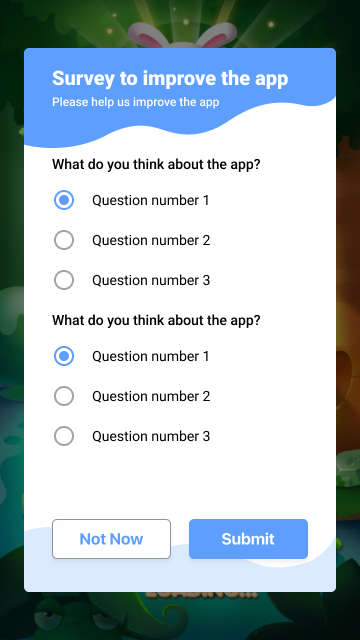 Survey to improve the app
Please help us improve the app
What do you think about the app?
Question number 1
Question number 2
Question number 3
What do you think about the app?
Question number 1
Question number 2
Question number 3
Not Now
Submit
LOADING...